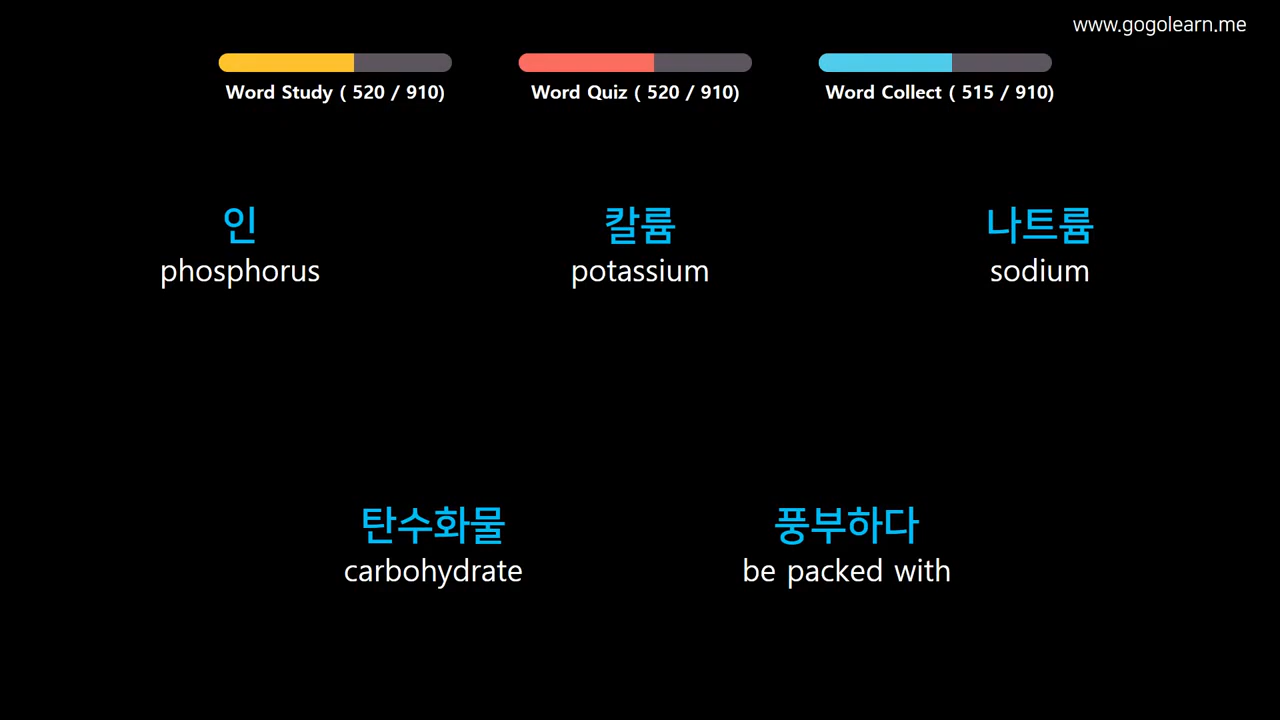 www.gogolearn.me
Word Study ( 520 / 910)
Word Quiz ( 520 / 910)
Word Collect ( 515 / 910)
인
phosphorus
칼륨
potassium
나트륨
sodium
탄수화물
carbohydrate
풍부하다
be packed with